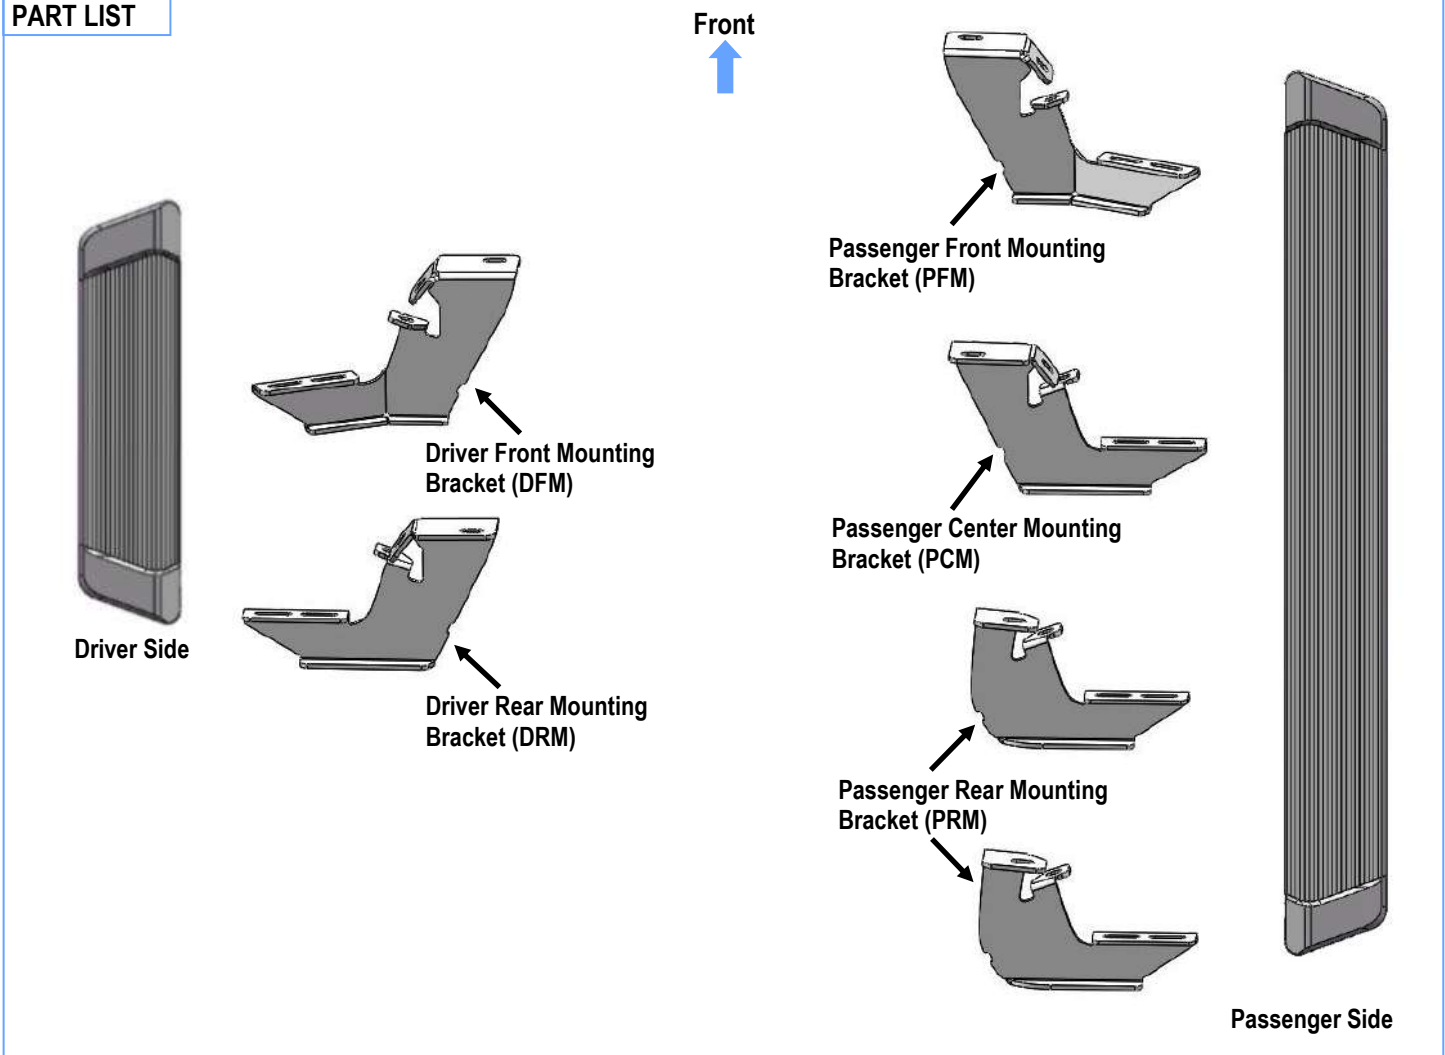 PART LIST
Front
Passenger Front Mounting
Bracket (PFM)
Driver Front Mounting
Bracket (DFM)
Passenger Center Mounting
Bracket (PCM)
Driver Side
Driver Rear Mounting
Bracket (DRM)
Passenger Rear Mounting
Bracket (PRM)
Passenger Side